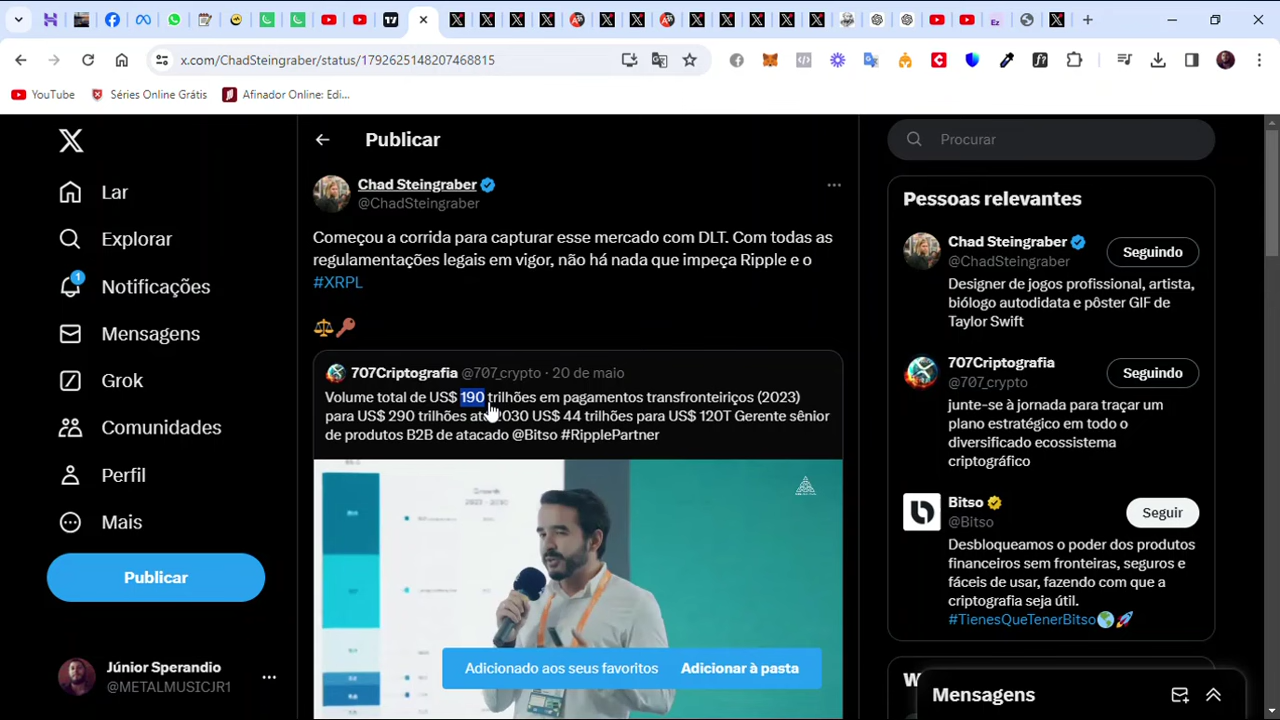 x.com/ChadSteingraber/status/1792625148207468815
YouTube
Séries Online Grátis
Afinador Online: Edi...
Publicar
Procurar
Lar
Explorar
1
Notificações
Mensagens
Grok
Comunidades
Perfil
Mais
Publicar
Júnior Sperandio
@METALMUSICJR1
Chad Steingraber
@ChadSteingraber
Começou a corrida para capturar esse mercado com DLT. Com todas as
regulamentações legais em vigor, não há nada que impeça Ripple e o
#XRPL
707Criptografia @707_crypto · 20 de maio
Volume total de US$ 190 trilhões em pagamentos transfronteiriços (2023)
para US$ 290 trilhões até 2030 US$ 44 trilhões para US$ 120T Gerente sênior
de produtos B2B de atacado @Bitso #RipplePartner
Adicionado aos seus favoritos
Adicionar à pasta
Pessoas relevantes
Chad Steingraber
@ChadSteingraber
Seguindo
Designer de jogos profissional, artista,
biólogo autodidata e pôster GIF de
Taylor Swift
707Criptografia
@707_crypto
Seguindo
junte-se à jornada para traçar um
plano estratégico em todo o
diversificado ecossistema
criptográfico
Bitso
@Bitso
Seguir
Desbloqueamos o poder dos produtos
financeiros sem fronteiras, seguros e
fáceis de usar, fazendo com que a
criptografia seja útil.
#TienesQueTenerBitso
W
Mensagens